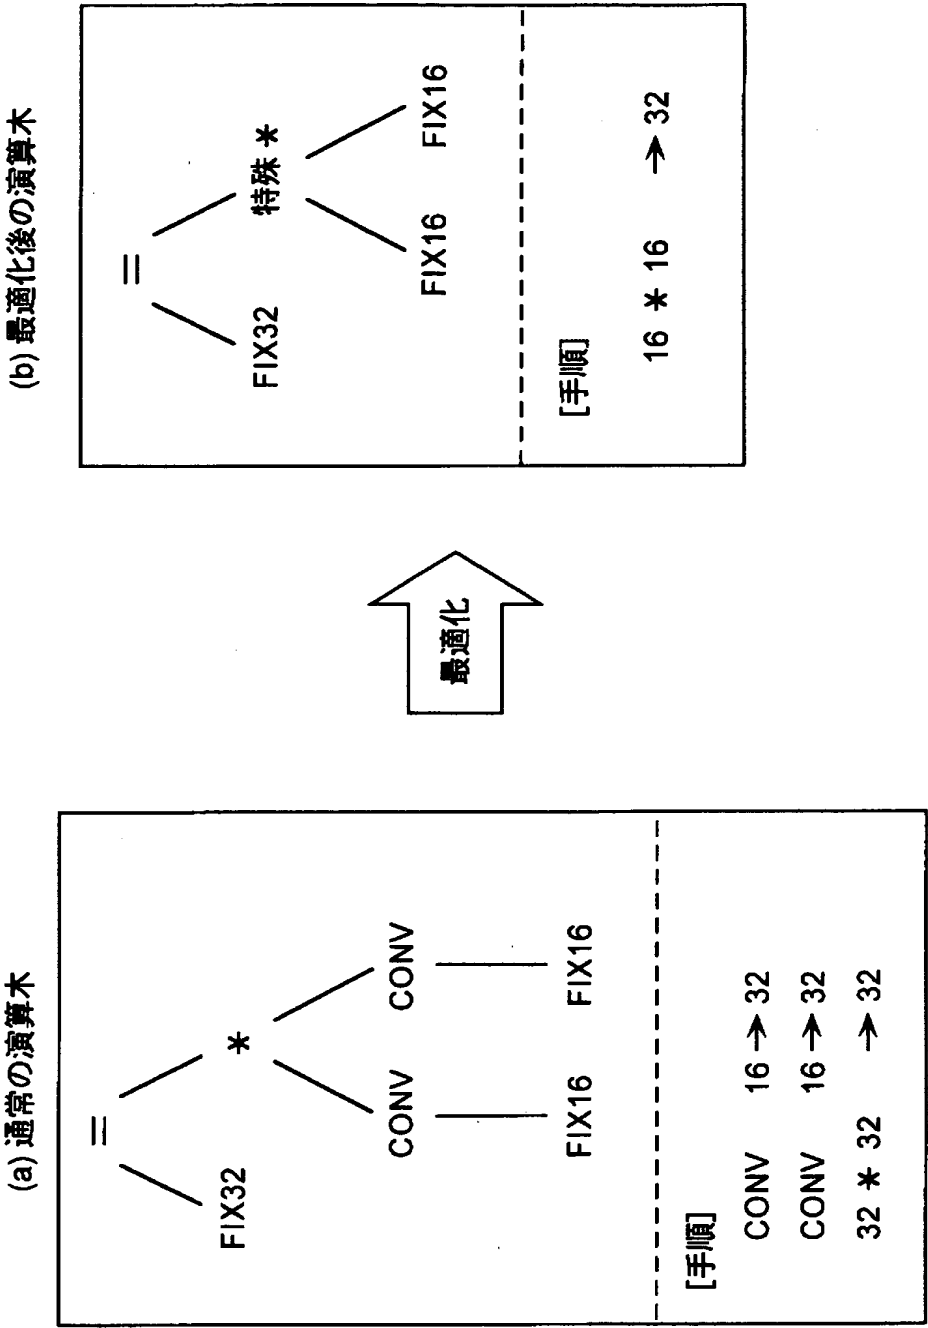 (a) 通常の演算木
=
FIX32
*
CONV
CONV
FIX16
FIX16
[手順]
CONV 16→32
CONV 16→32
32 * 32 →32
最適化
(b) 最適化後の演算木
=
FIX32
特殊 *
FIX16
FIX16
[手順]
16 * 16 →32